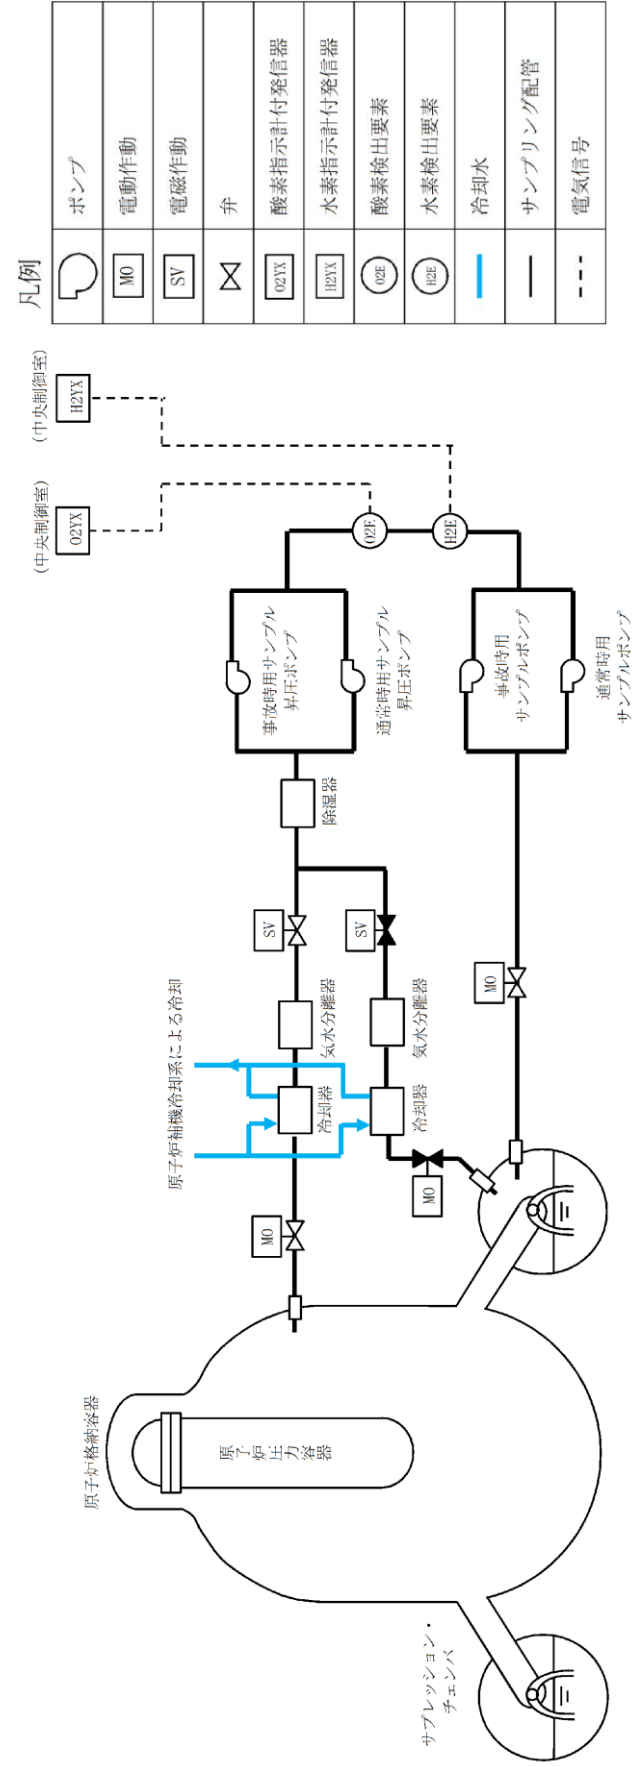 凡例
ポンプ
MO
電動作動
SV
電磁作動
弁
O2YX
酸素指示計付発信器
H2YX
水素指示計付発信器
O2E
酸素検出要素
H2E
水素検出要素
冷却水
サンプリング配管
電気信号
(中央制御室)
H2YX
(中央制御室)
O2YX
O2E
H2E
事故時用サンプル
昇圧ポンプ
通常時用サンプル
昇圧ポンプ
事故時用
サンプルポンプ
通常時用
サンプルポンプ
除湿器
SV
SV
気水分離器
気水分離器
原子炉補機冷却系による冷却
冷却器
冷却器
MO
MO
MO
原子炉格納容器
原子炉圧力容器
サプレッション・
チェンバ